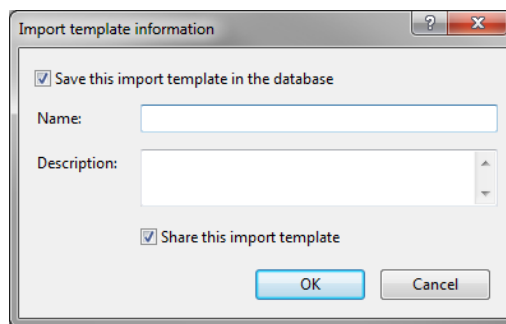 Import template information
Save this import template in the database
Name:
Description:
Share this import template
OK
Cancel